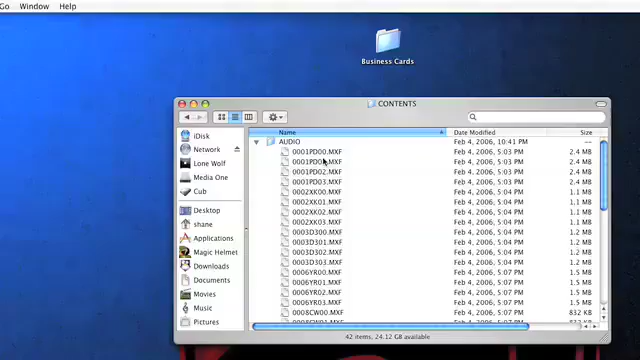 Go Window Help
Business Cards
CONTENTS
Name Date Modified Size
iDisk
Network
Lone Wolf
Media One
Cub
Desktop
shane
Applications
Magic Helmet
Downloads
Documents
Movies
Music
Pictures
AUDIO Feb 4, 2006, 10:41 PM --
0001PD00.MXF Feb 4, 2006, 5:03 PM 2.4 MB
0001PD0 .MXF Feb 4, 2006, 5:03 PM 2.4 MB
0001PD02.MXF Feb 4, 2006, 5:03 PM 2.4 MB
0001PD03.MXF Feb 4, 2006, 5:03 PM 2.4 MB
0002XK00.MXF Feb 4, 2006, 5:04 PM 1.1 MB
0002XK01.MXF Feb 4, 2006, 5:04 PM 1.1 MB
0002XK02.MXF Feb 4, 2006, 5:04 PM 1.1 MB
0002XK03.MXF Feb 4, 2006, 5:04 PM 1.1 MB
0003D300.MXF Feb 4, 2006, 5:04 PM 1.2 MB
0003D301.MXF Feb 4, 2006, 5:04 PM 1.2 MB
0003D302.MXF Feb 4, 2006, 5:04 PM 1.2 MB
0003D303.MXF Feb 4, 2006, 5:04 PM 1.2 MB
0006YR00.MXF Feb 4, 2006, 5:07 PM 1.5 MB
0006YR01.MXF Feb 4, 2006, 5:07 PM 1.5 MB
0006YR02.MXF Feb 4, 2006, 5:07 PM 1.5 MB
0006YR03.MXF Feb 4, 2006, 5:07 PM 1.5 MB
0008CW00.MXF Feb 4, 2006, 5:07 PM 832 KB
42 items, 24.12 GB available